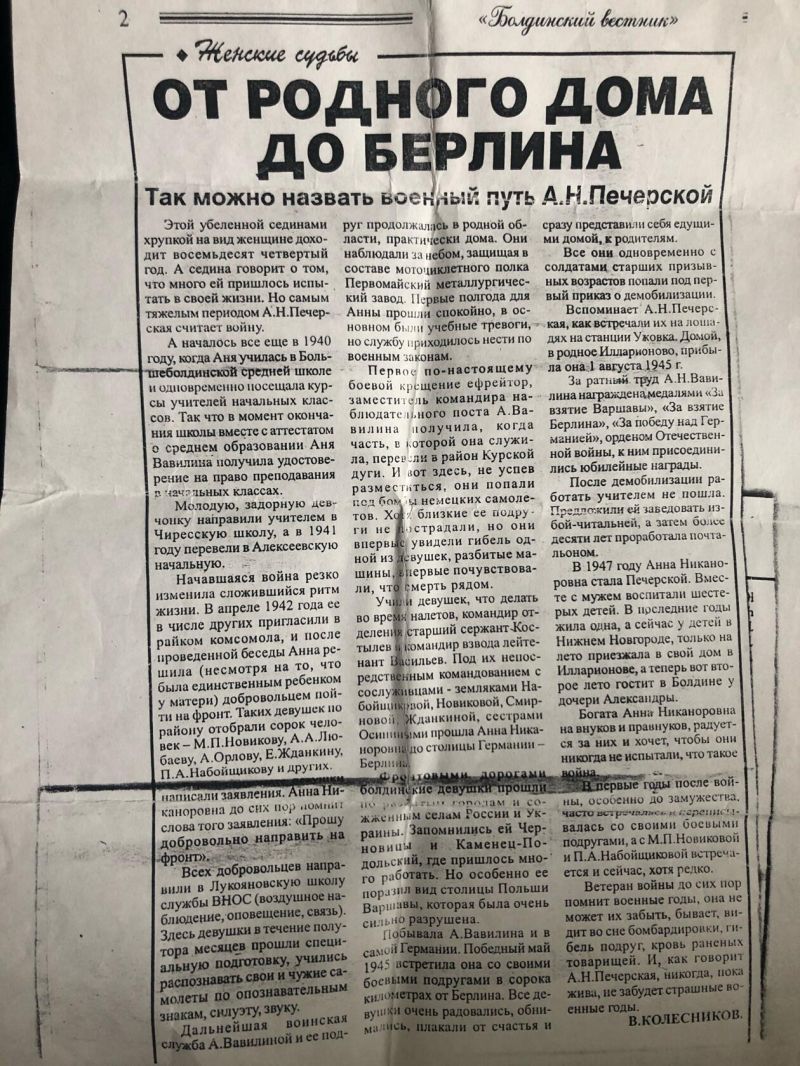 2
«Болдинский вестник»
Женские судьбы
ОТ РОДНОГО ДОМА
ДО БЕРЛИНА
Так можно назвать военный путь А.Н.Печерской
Этой убеленной сединами
хрупкой на вид женщине дохо-
дит восемьдесят четвертый
год. А седина говорит о том,
что много ей пришлось испы-
тать в своей жизни. Но самым
тяжелым периодом А.Н.Печер-
ская считает войну.
А началось все еще в 1940
году, когда Аня училась в Боль-
шеболдинской средней школе
и одновременно посещала кур-
сы учителей начальных клас-
сов. Так что в момент оконча-
ния школы вместе с аттестатом
о среднем образовании Аня
Вавилина получила удостове-
рение на право преподавания
в начальных классах.
Молодую, задорную дев-
чонку направили учителем в
Чиресскую школу, а в 1941
году перевели в Алексеевскую
начальную.
Начавшаяся война резко
изменила сложившийся ритм
жизни. В апреле 1942 года ее
в числе других пригласили в
райком комсомола, и после
проведенной беседы Анна ре-
шила (несмотря на то, что
была единственным ребенком
у матери) добровольцем пой-
ти на фронт. Таких девушек по
району отобрали сорок чело-
век – М.П.Новикову, А.А.Лю-
баеву, А.Орлову, Е.Жданкину,
П.А.Набойщикову и других.
написали заявления. Анна Ни-
каноровна до сих пор помнит
слова того заявления: «Прошу
добровольно направить на
фронт».
Всех добровольцев напра-
вили в Лукояновскую школу
службы ВНОС (воздушное на-
блюдение, оповещение, связь).
Здесь девушки в течение полу-
тора месяцев прошли специ-
альную подготовку, учились
распознавать свои и чужие са-
молеты по опознавательным
знакам, силуэту, звуку.
Дальнейшая воинская
служба А.Вавилиной и ее под-
руг продолжалась в родной об-
ласти, практически дома. Они
наблюдали за небом, защищая в
составе мотоциклетного полка
Первомайский металлургичес-
кий завод. Первые полгода для
Анны прошли спокойно, в ос-
новном были учебные тревоги,
но службу приходилось нести по
военным законам.
Первое по-настоящему
боевой крещение ефрейтор,
заместитель командира на-
блюдательного поста А.Ва-
вилина получила, когда
часть, в которой она служи-
ла, перевели в район Курской
дуги. И вот здесь, не успев
разместиться, они попали
под бомбы немецких самоле-
тов. Хотя близкие ее подру-
ги не пострадали, но они
впервые увидели гибель од-
ной из девушек, разбитые ма-
шины, впервые почувствова-
ли, что смерть рядом.
Учили девушек, что делать
во время налетов, командир от-
деления старший сержант Кос-
тылев и командир взвода лейте-
нант Васильев. Под их непос-
редственным командованием с
сослуживцами - земляками На-
бойщиковой, Новиковой, Смир-
новой, Жданкиной, сестрами
Осиными прошла Анна Ника-
норовна до столицы Германии –
Берлина.
Фронтовыми дорогами
болдинские девушки прошли
по разбитым городам и со-
жженным селам России и Ук-
раины. Запомнились ей Чер-
новицы и Каменец-По-
дольский, где пришлось мно-
го работать. Но особенно ее
поразил вид столицы Польши
Варшавы, которая была очень
сильно разрушена.
Побывала А.Вавилина и в
самой Германии. Победный май
1945 встретила она со своими
боевыми подругами в сорока
километрах от Берлина. Все де-
вушки очень радовались, обни-
мались, плакали от счастья и
сразу представили себя едущи-
ми домой, к родителям.
Все они одновременно с
солдатами старших призыв-
ных возрастов попали под пер-
вый приказ о демобилизации.
Вспоминает А.Н.Печерс-
кая, как встречали их на лоша-
дях на станции Ужовка. Домой,
в родное Илларионово, прибы-
ла она 1 августа 1945 г.
За ратный труд А.Н.Вави-
лина награждена медалями «За
взятие Варшавы», «За взятие
Берлина», «За победу над Гер-
манией», орденом Отечествен-
ной войны, к ним присоедини-
лись юбилейные награды.
После демобилизации ра-
ботать учителем не пошла.
Предложили ей заведовать из-
бой-читальней, а затем более
десяти лет проработала почта-
льоном.
В 1947 году Анна Никано-
ровна стала Печерской. Вмес-
те с мужем воспитали шесте-
рых детей. В последние годы
жила одна, а сейчас у детей в
Нижнем Новгороде, только на
лето приезжала в свой дом в
Илларионове, а теперь вот вто-
рое лето гостит в Болдине у
дочери Александры.
Богата Анна Никаноровна
на внуков и правнуков, радует-
ся за них и хочет, чтобы они
никогда не испытали, что такое
война.
В первые годы после вой-
ны, особенно до замужества,
часто встречалась и переписы-
валась со своими боевыми
подругами, а с М.П.Новиковой
и П.А.Набойщиковой встреча-
ется и сейчас, хотя редко.
Ветеран войны до сих пор
помнит военные годы, она не
может их забыть, бывает, ви-
дит во сне бомбардировки, ги-
бель подруг, кровь раненых
товарищей. И, как говорит
А.Н.Печерская, никогда, пока
жива, не забудет страшные во-
енные годы.
В.КОЛЕСНИКОВ.